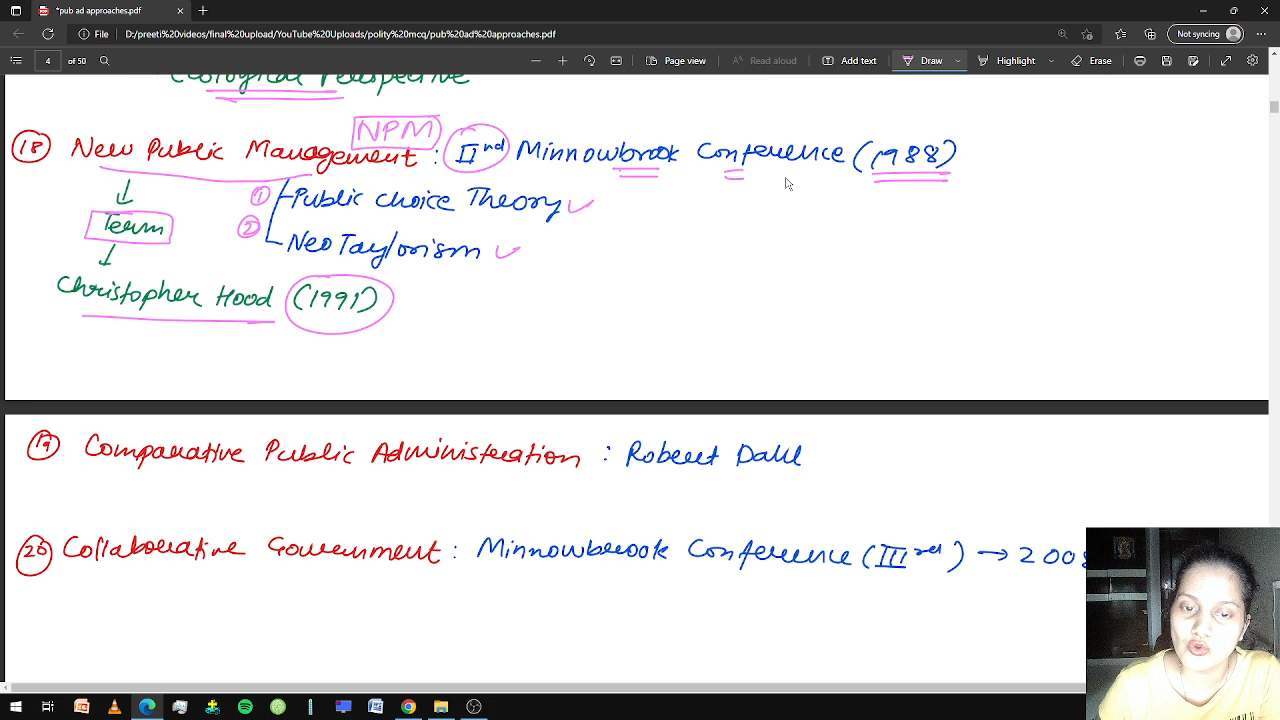 *pub ad approaches.pdf
File D:/preeti%20videos/final%20upload/YouTube%20Uploads/polity%20mcq/pub%20ad%20approaches.pdf
Not syncing
4 of 50
Page view
Read aloud
Add text
Draw
Highlight
Erase
Ecological Perspective
NPM
18 New Public Management : IInd Minnowbrook Conference (1988)
① Public choice Theory
Term
② Neo Taylorism
Christopher Hood (1991)
19 Comparative Public Administration : Robert Dahl
20 Collaborative Government : Minnowbrook Conference (IIIrd) → 2008